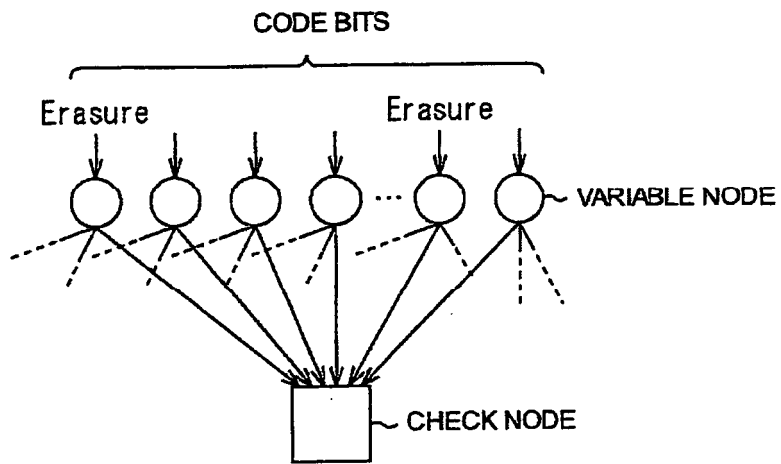 CODE BITS
Erasure
Erasure
...
VARIABLE NODE
CHECK NODE